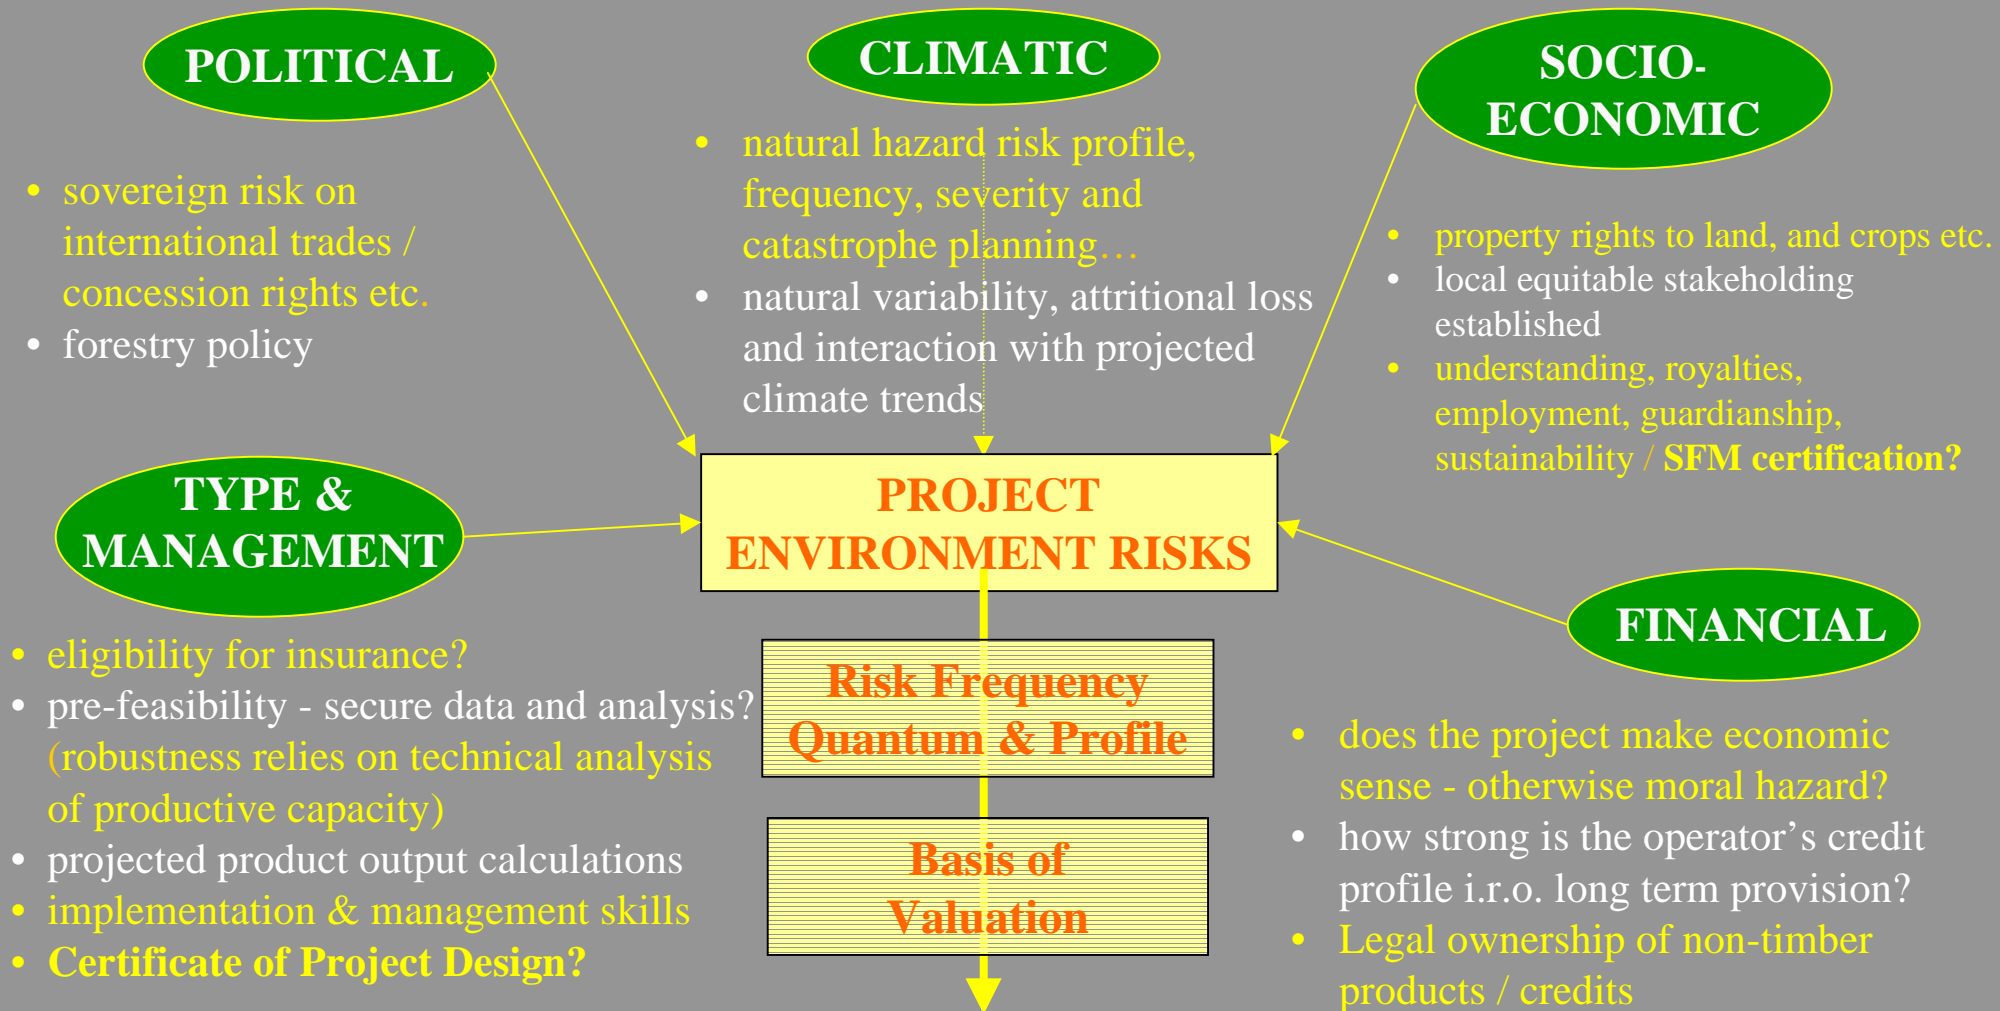 POLITICAL
• sovereign risk on
international trades /
concession rights etc.
• forestry policy
CLIMATIC
• natural hazard risk profile,
frequency, severity and
catastrophe planning…
• natural variability, attritional loss
and interaction with projected
climate trends
SOCIO-
ECONOMIC
• property rights to land, and crops etc.
• local equitable stakeholding
established
• understanding, royalties,
employment, guardianship,
sustainability / SFM certification?
TYPE &
MANAGEMENT
• eligibility for insurance?
• pre-feasibility - secure data and analysis?
(robustness relies on technical analysis
of productive capacity)
• projected product output calculations
• implementation & management skills
• Certificate of Project Design?
PROJECT
ENVIRONMENT RISKS
Risk Frequency
Quantum & Profile
Basis of
Valuation
FINANCIAL
• does the project make economic
sense - otherwise moral hazard?
• how strong is the operator’s credit
profile i.r.o. long term provision?
• Legal ownership of non-timber
products / credits